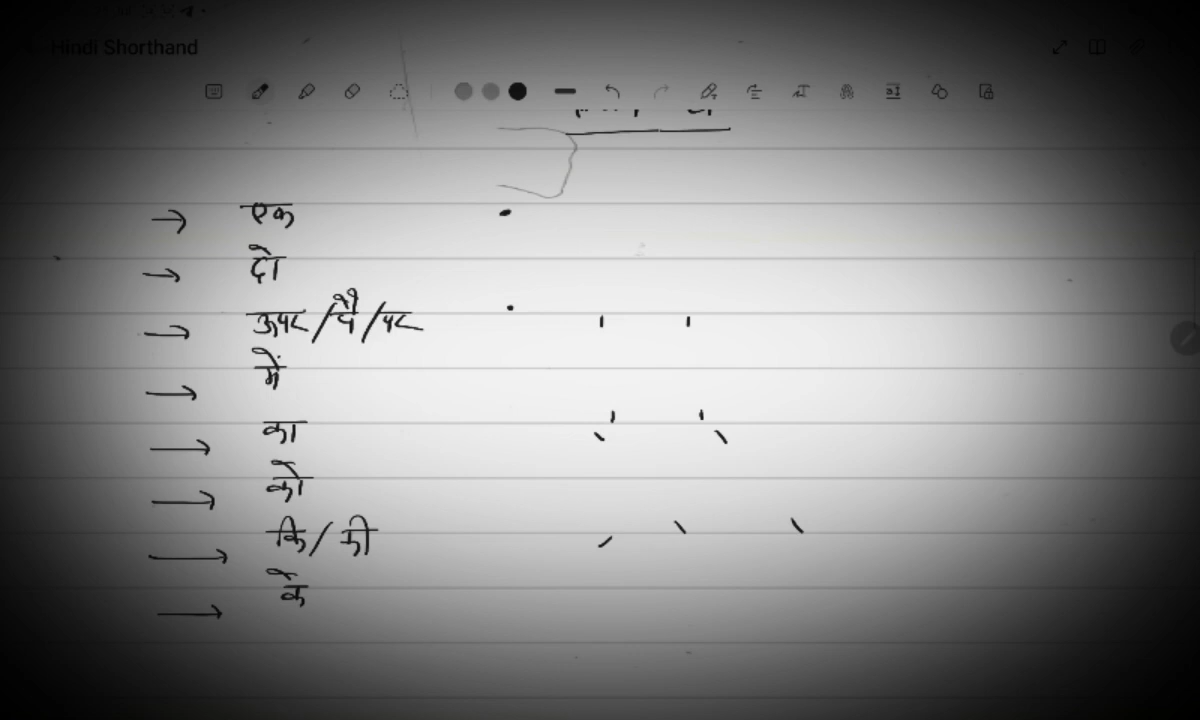 Hindi Shorthand
→ एक
→ दो
→ ऊपर / पे / पर
→ में
→ का
→ को
→ कि / की
→ के